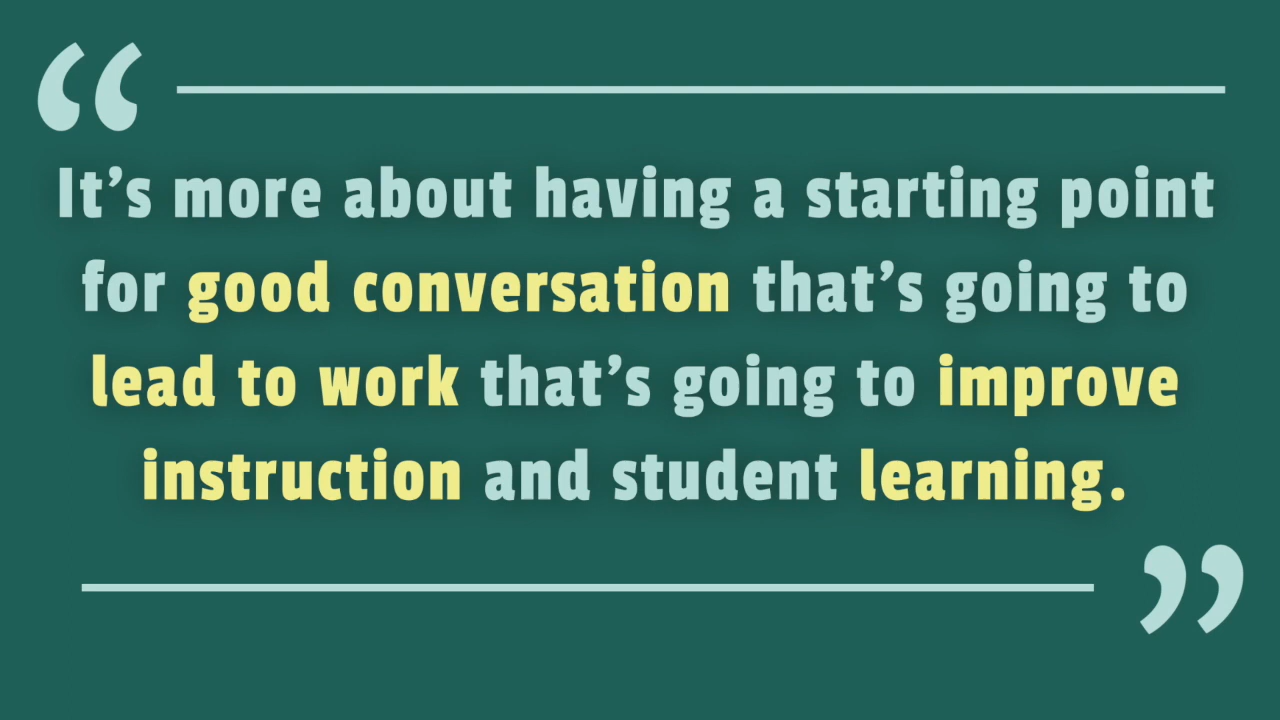 “
It’s more about having a starting point
for good conversation that’s going to
lead to work that’s going to improve
instruction and student learning.
”